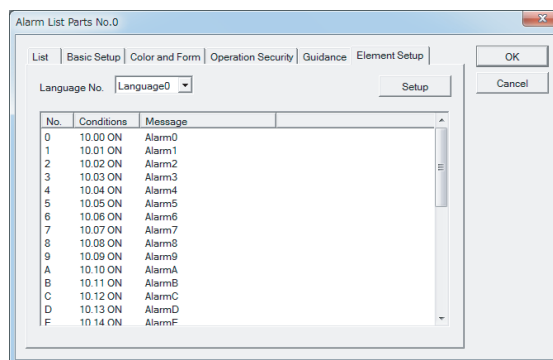 Alarm List Parts No.0
List Basic Setup Color and Form Operation Security Guidance Element Setup
OK
Cancel
Language No. Language0 Setup
No. Conditions Message
0 10.00 ON Alarm0
1 10.01 ON Alarm1
2 10.02 ON Alarm2
3 10.03 ON Alarm3
4 10.04 ON Alarm4
5 10.05 ON Alarm5
6 10.06 ON Alarm6
7 10.07 ON Alarm7
8 10.08 ON Alarm8
9 10.09 ON Alarm9
A 10.10 ON AlarmA
B 10.11 ON AlarmB
C 10.12 ON AlarmC
D 10.13 ON AlarmD
E 10.14 ON AlarmE